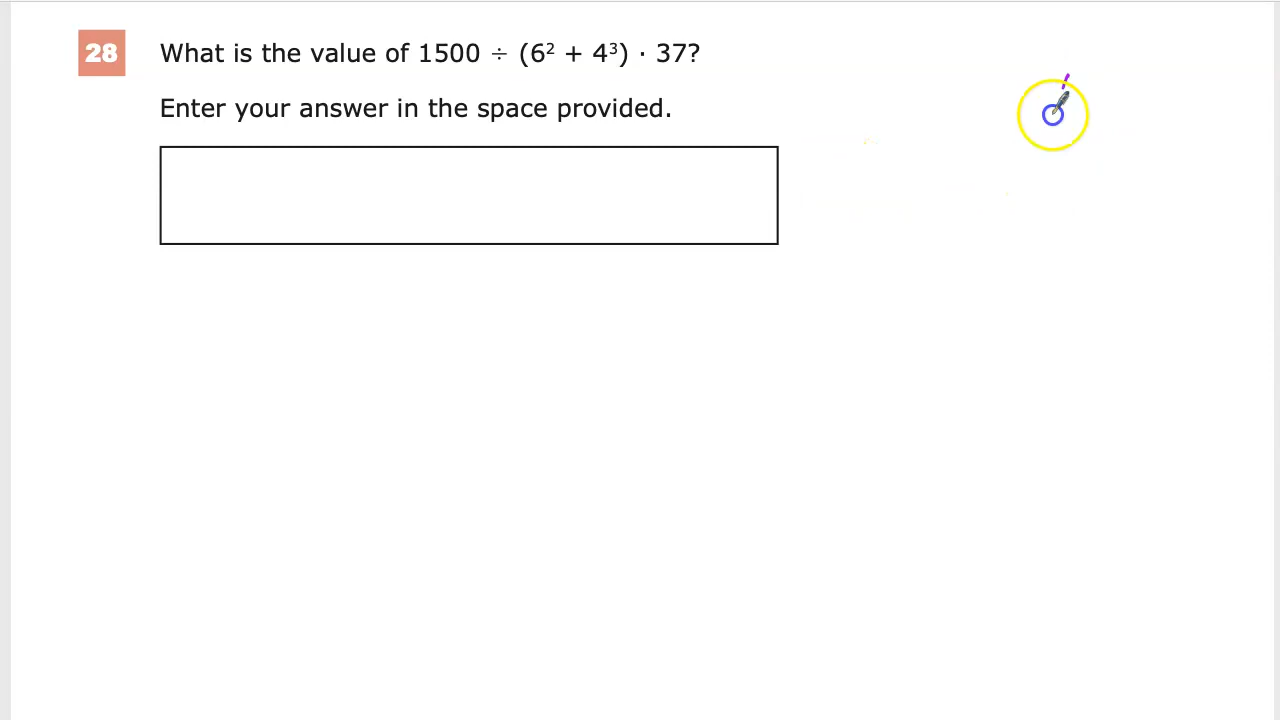 28 What is the value of 1500 ÷ (6² + 4³) · 37?
Enter your answer in the space provided.